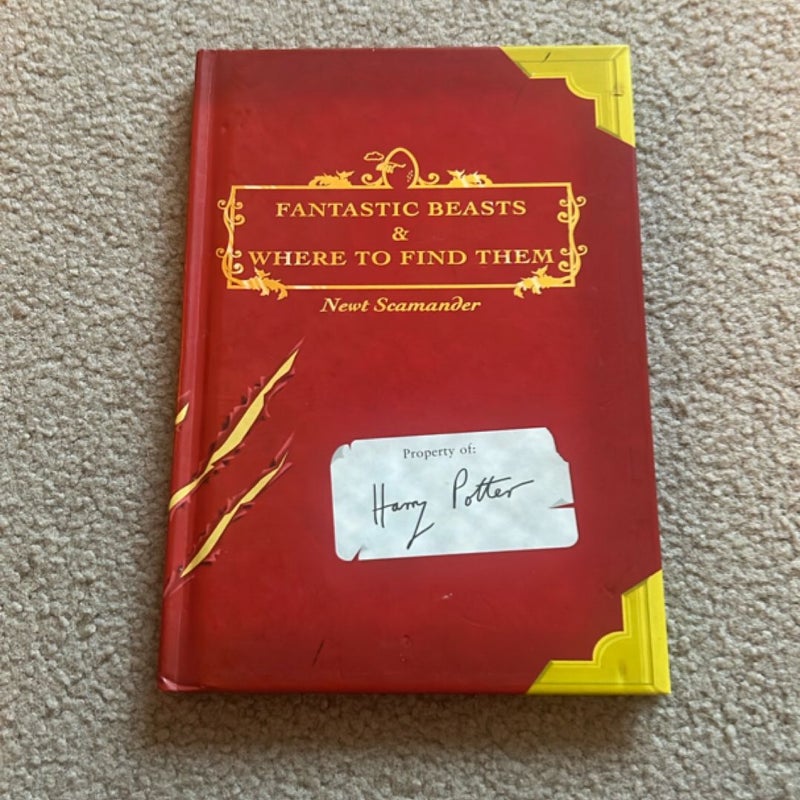 FANTASTIC BEASTS
&
WHERE TO FIND THEM
Newt Scamander
Property of:
Harry Potter